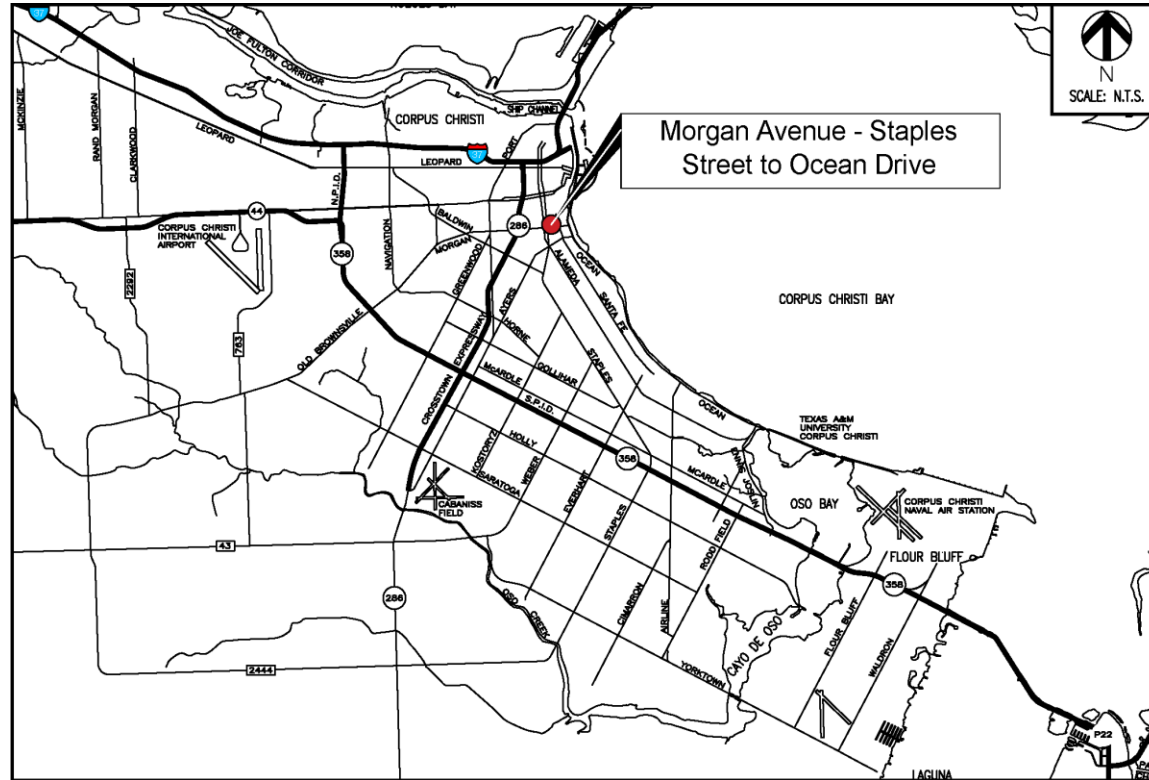 37
JOE FULTON CORRIDOR
N
SCALE: N.T.S.
MCKINZIE
RAND MORGAN
CLARKWOOD
LEOPARD
CORPUS CHRISTI
SHIP CHANNEL
PORT
37
LEOPARD
Morgan Avenue - Staples
Street to Ocean Drive
N.P.I.D.
44
CORPUS CHRISTI
INTERNATIONAL
AIRPORT
358
NAVIGATION
BALDWIN
MORGAN
GREENWOOD
286
ALAMEDA
OCEAN
SANTA FE
CORPUS CHRISTI BAY
2292
763
OLD BROWNSVILLE
CROSSTOWN
EXPRESSWAY
AYERS
HORNE
GOLLIHAR
McARDLE
S.P.I.D.
STAPLES
OCEAN
TEXAS A&M
UNIVERSITY
CORPUS CHRISTI
KOSTORYZ
HOLLY
WEBER
SARATOGA
EVERHART
358
MCARDLE
ENNIS JOSLIN
CABANISS
FIELD
STAPLES
OSO BAY
CORPUS CHRISTI
NAVAL AIR STATION
RODD FIELD
FLOUR BLUFF
43
286
OSO
CREEK
CIMARRON
AIRLINE
CAYO DE OSO
358
FLOUR BLUFF
WALDRON
2444
YORKTOWN
P22
LAGUNA